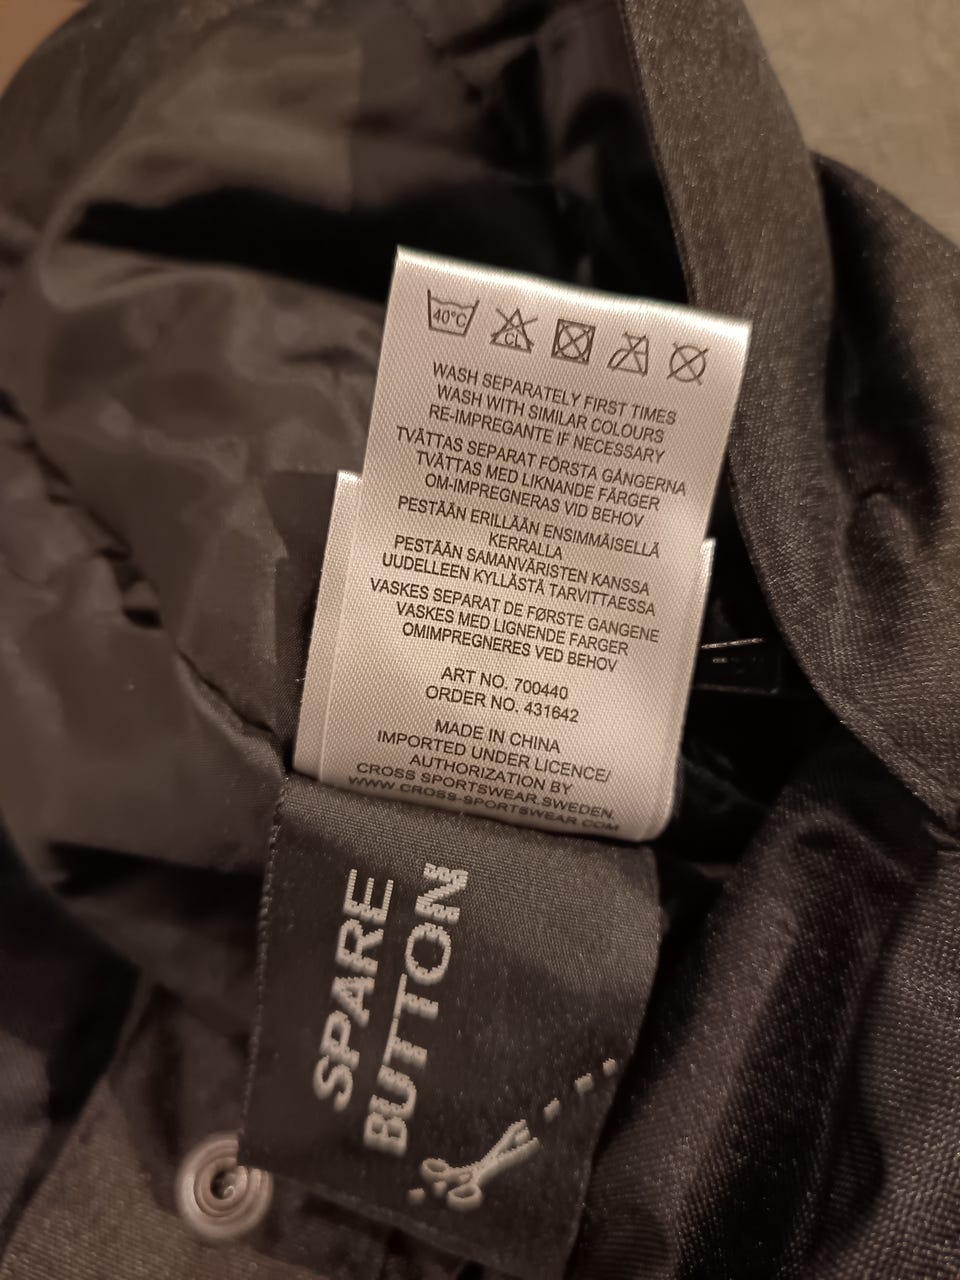 40°C
CL
WASH SEPARATELY FIRST TIMES
WASH WITH SIMILAR COLOURS
RE-IMPREGANTE IF NECESSARY
TVÄTTAS SEPARAT FÖRSTA GÅNGERNA
TVÄTTAS MED LIKNANDE FÄRGER
OM-IMPREGNERAS VID BEHOV
PESTÄÄN ERILLÄÄN ENSIMMÄISELLÄ
KERRALLA
PESTÄÄN SAMANVÄRISTEN KANSSA
UUDELLEEN KYLLÄSTÄ TARVITTAESSA
VASKES SEPARAT DE FØRSTE GANGENE
VASKES MED LIGNENDE FARGER
OMIMPREGNERES VED BEHOV
ART NO. 700440
ORDER NO. 431642
MADE IN CHINA
IMPORTED UNDER LICENCE/
AUTHORIZATION BY
CROSS SPORTSWEAR.SWEDEN.
WWW.CROSS-SPORTSWEAR.COM
SPARE
BUTTON